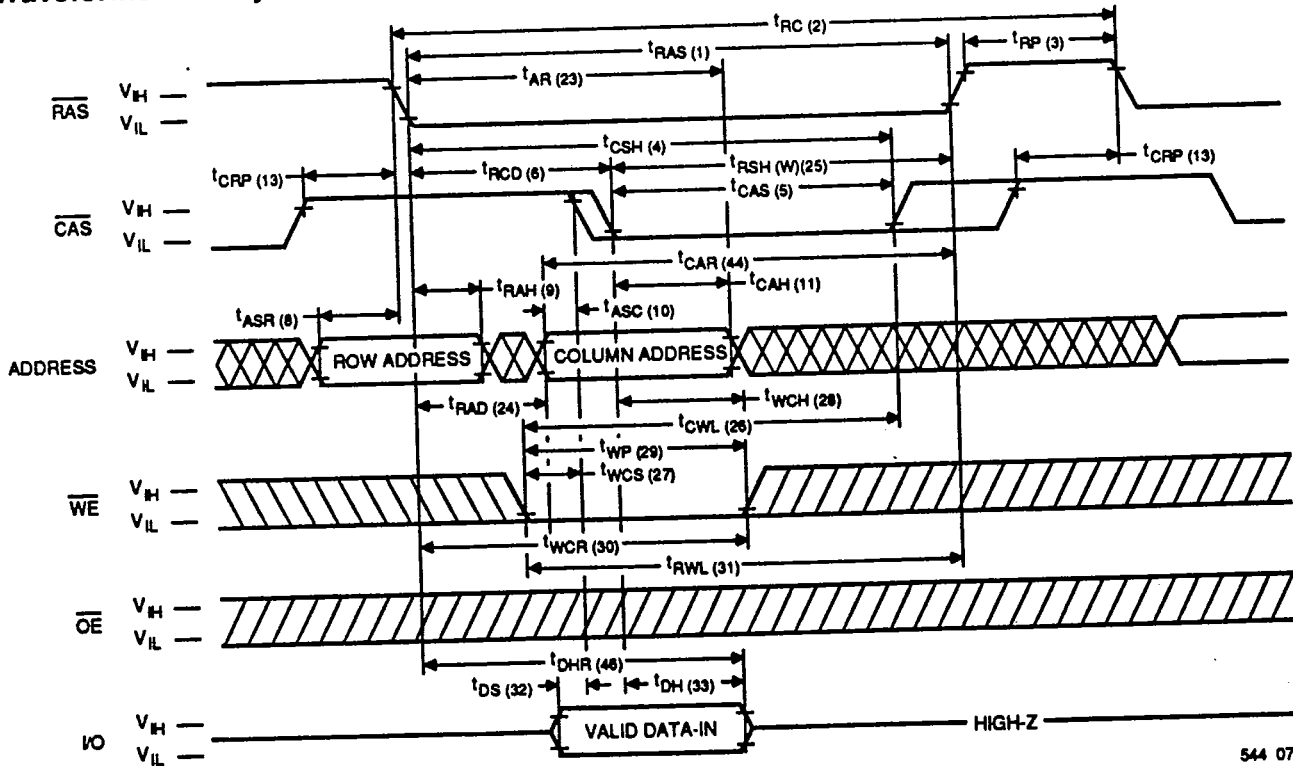 tRC (2)
tRAS (1)
tRP (3)
tAR (23)
RAS
VIH
VIL
tCSH (4)
tCRP (13)
tRCD (6)
tRSH (W)(25)
tCRP (13)
tCAS (5)
CAS
VIH
VIL
tCAR (44)
tRAH (9)
tCAH (11)
tASR (8)
tASC (10)
ADDRESS
VIH
VIL
ROW ADDRESS
COLUMN ADDRESS
tRAD (24)
tWCH (28)
tCWL (26)
tWP (29)
tWCS (27)
WE
VIH
VIL
tWCR (30)
tRWL (31)
OE
VIH
VIL
tDHR (46)
tDS (32)
tDH (33)
I/O
VIH
VIL
VALID DATA-IN
HIGH-Z
544 07